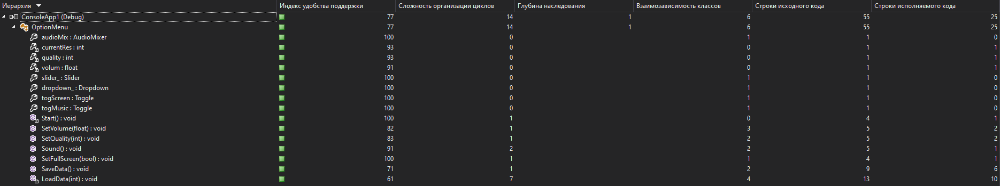 Иерархия Индекс удобства поддержки Сложность организации циклов Глубина наследования Взаимозависимость классов Строки исходного кода Строки исполняемого кода
ConsoleApp1 (Debug) 77 14 1 6 55 25
OptionMenu 77 14 1 6 55 25
audioMix : AudioMixer 100 0 1 1 0
currentRes : int 93 0 0 1 1
quality : int 93 0 0 1 1
volum : float 91 0 0 1 1
slider_ : Slider 100 0 1 1 0
dropdown_ : Dropdown 100 0 1 1 0
togScreen : Toggle 100 0 1 1 0
togMusic : Toggle 100 0 1 1 0
Start() : void 100 1 0 4 1
SetVolume(float) : void 82 1 3 5 2
SetQuality(int) : void 83 1 2 5 2
Sound() : void 91 2 2 5 1
SetFullScreen(bool) : void 100 1 1 4 1
SaveData() : void 71 1 2 9 6
LoadData(int) : void 61 7 4 13 10